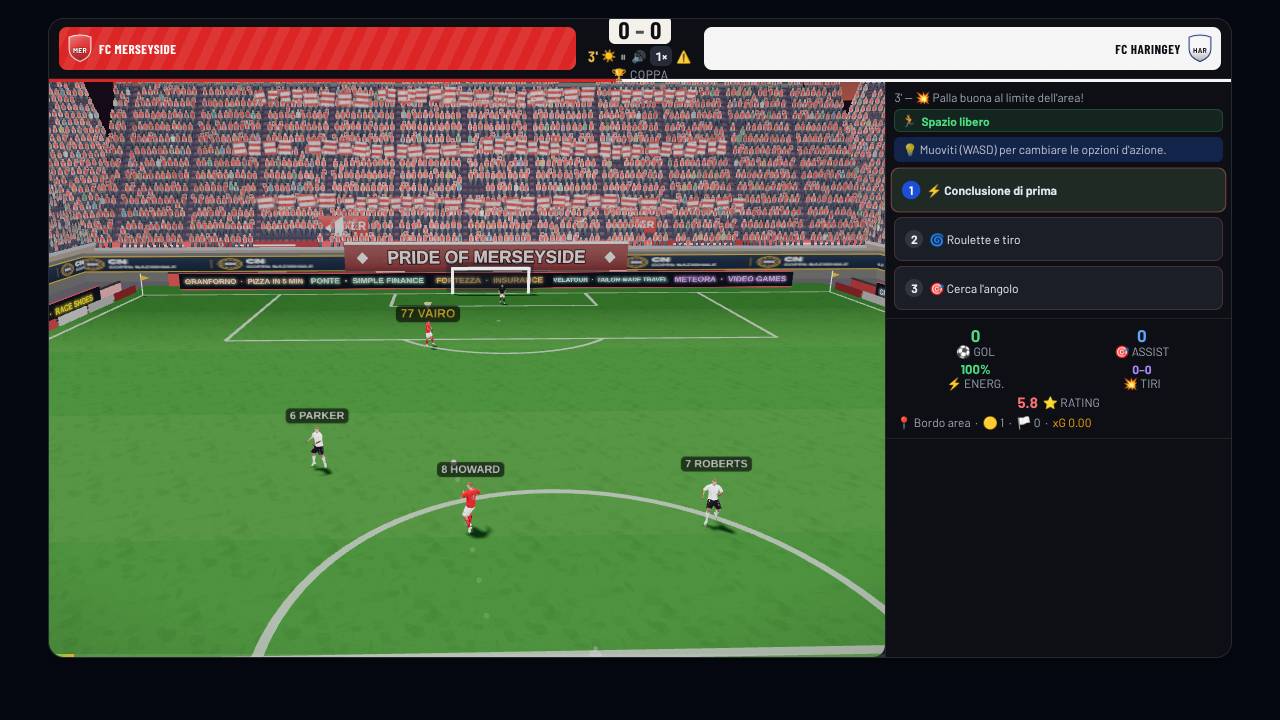 MER FC MERSEYSIDE
0 – 0
3' 1×
COPPA
FC HARINGEY HAR
PRIDE OF MERSEYSIDE
GRANFORNO · PIZZA IN 5 MIN PONTE · SIMPLE FINANCE FORTEZZA · INSURANCE VELATOUR · TAILOR-MADE TRAVEL METEORA · VIDEO GAMES
RACE SHOES
77 VAIRO
6 PARKER
8 HOWARD
7 ROBERTS
3' — Palla buona al limite dell'area!
Spazio libero
Muoviti (WASD) per cambiare le opzioni d'azione.
1 Conclusione di prima
2 Roulette e tiro
3 Cerca l'angolo
0 0
GOL ASSIST
100% 0-0
ENERG. TIRI
5.8 RATING
Bordo area · 1 · 0 · xG 0.00